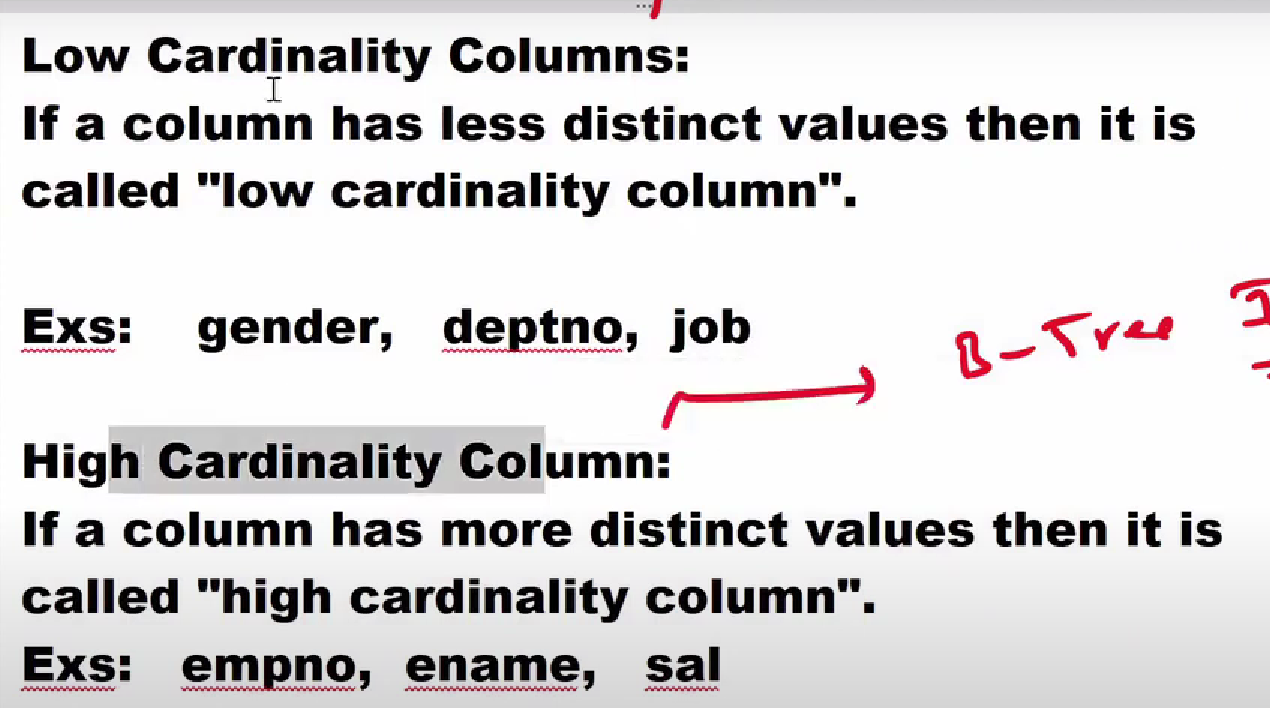 Low Cardinality Columns:
If a column has less distinct values then it is
called "low cardinality column".
Exs: gender, deptno, job
B-Tree
High Cardinality Column:
If a column has more distinct values then it is
called "high cardinality column".
Exs: empno, ename, sal